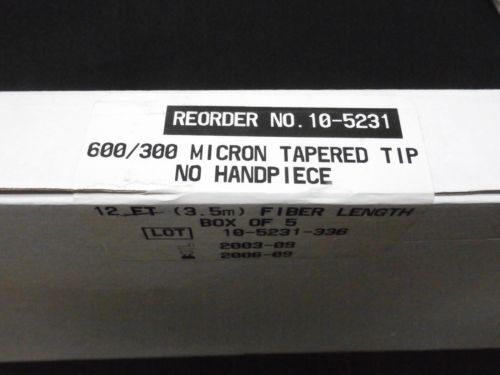 REORDER NO. 10-5231
600/300 MICRON TAPERED TIP
NO HANDPIECE
12 FT (3.5m) FIBER LENGTH
BOX OF 5
LOT 10-5231-336
2003-09
2006-09